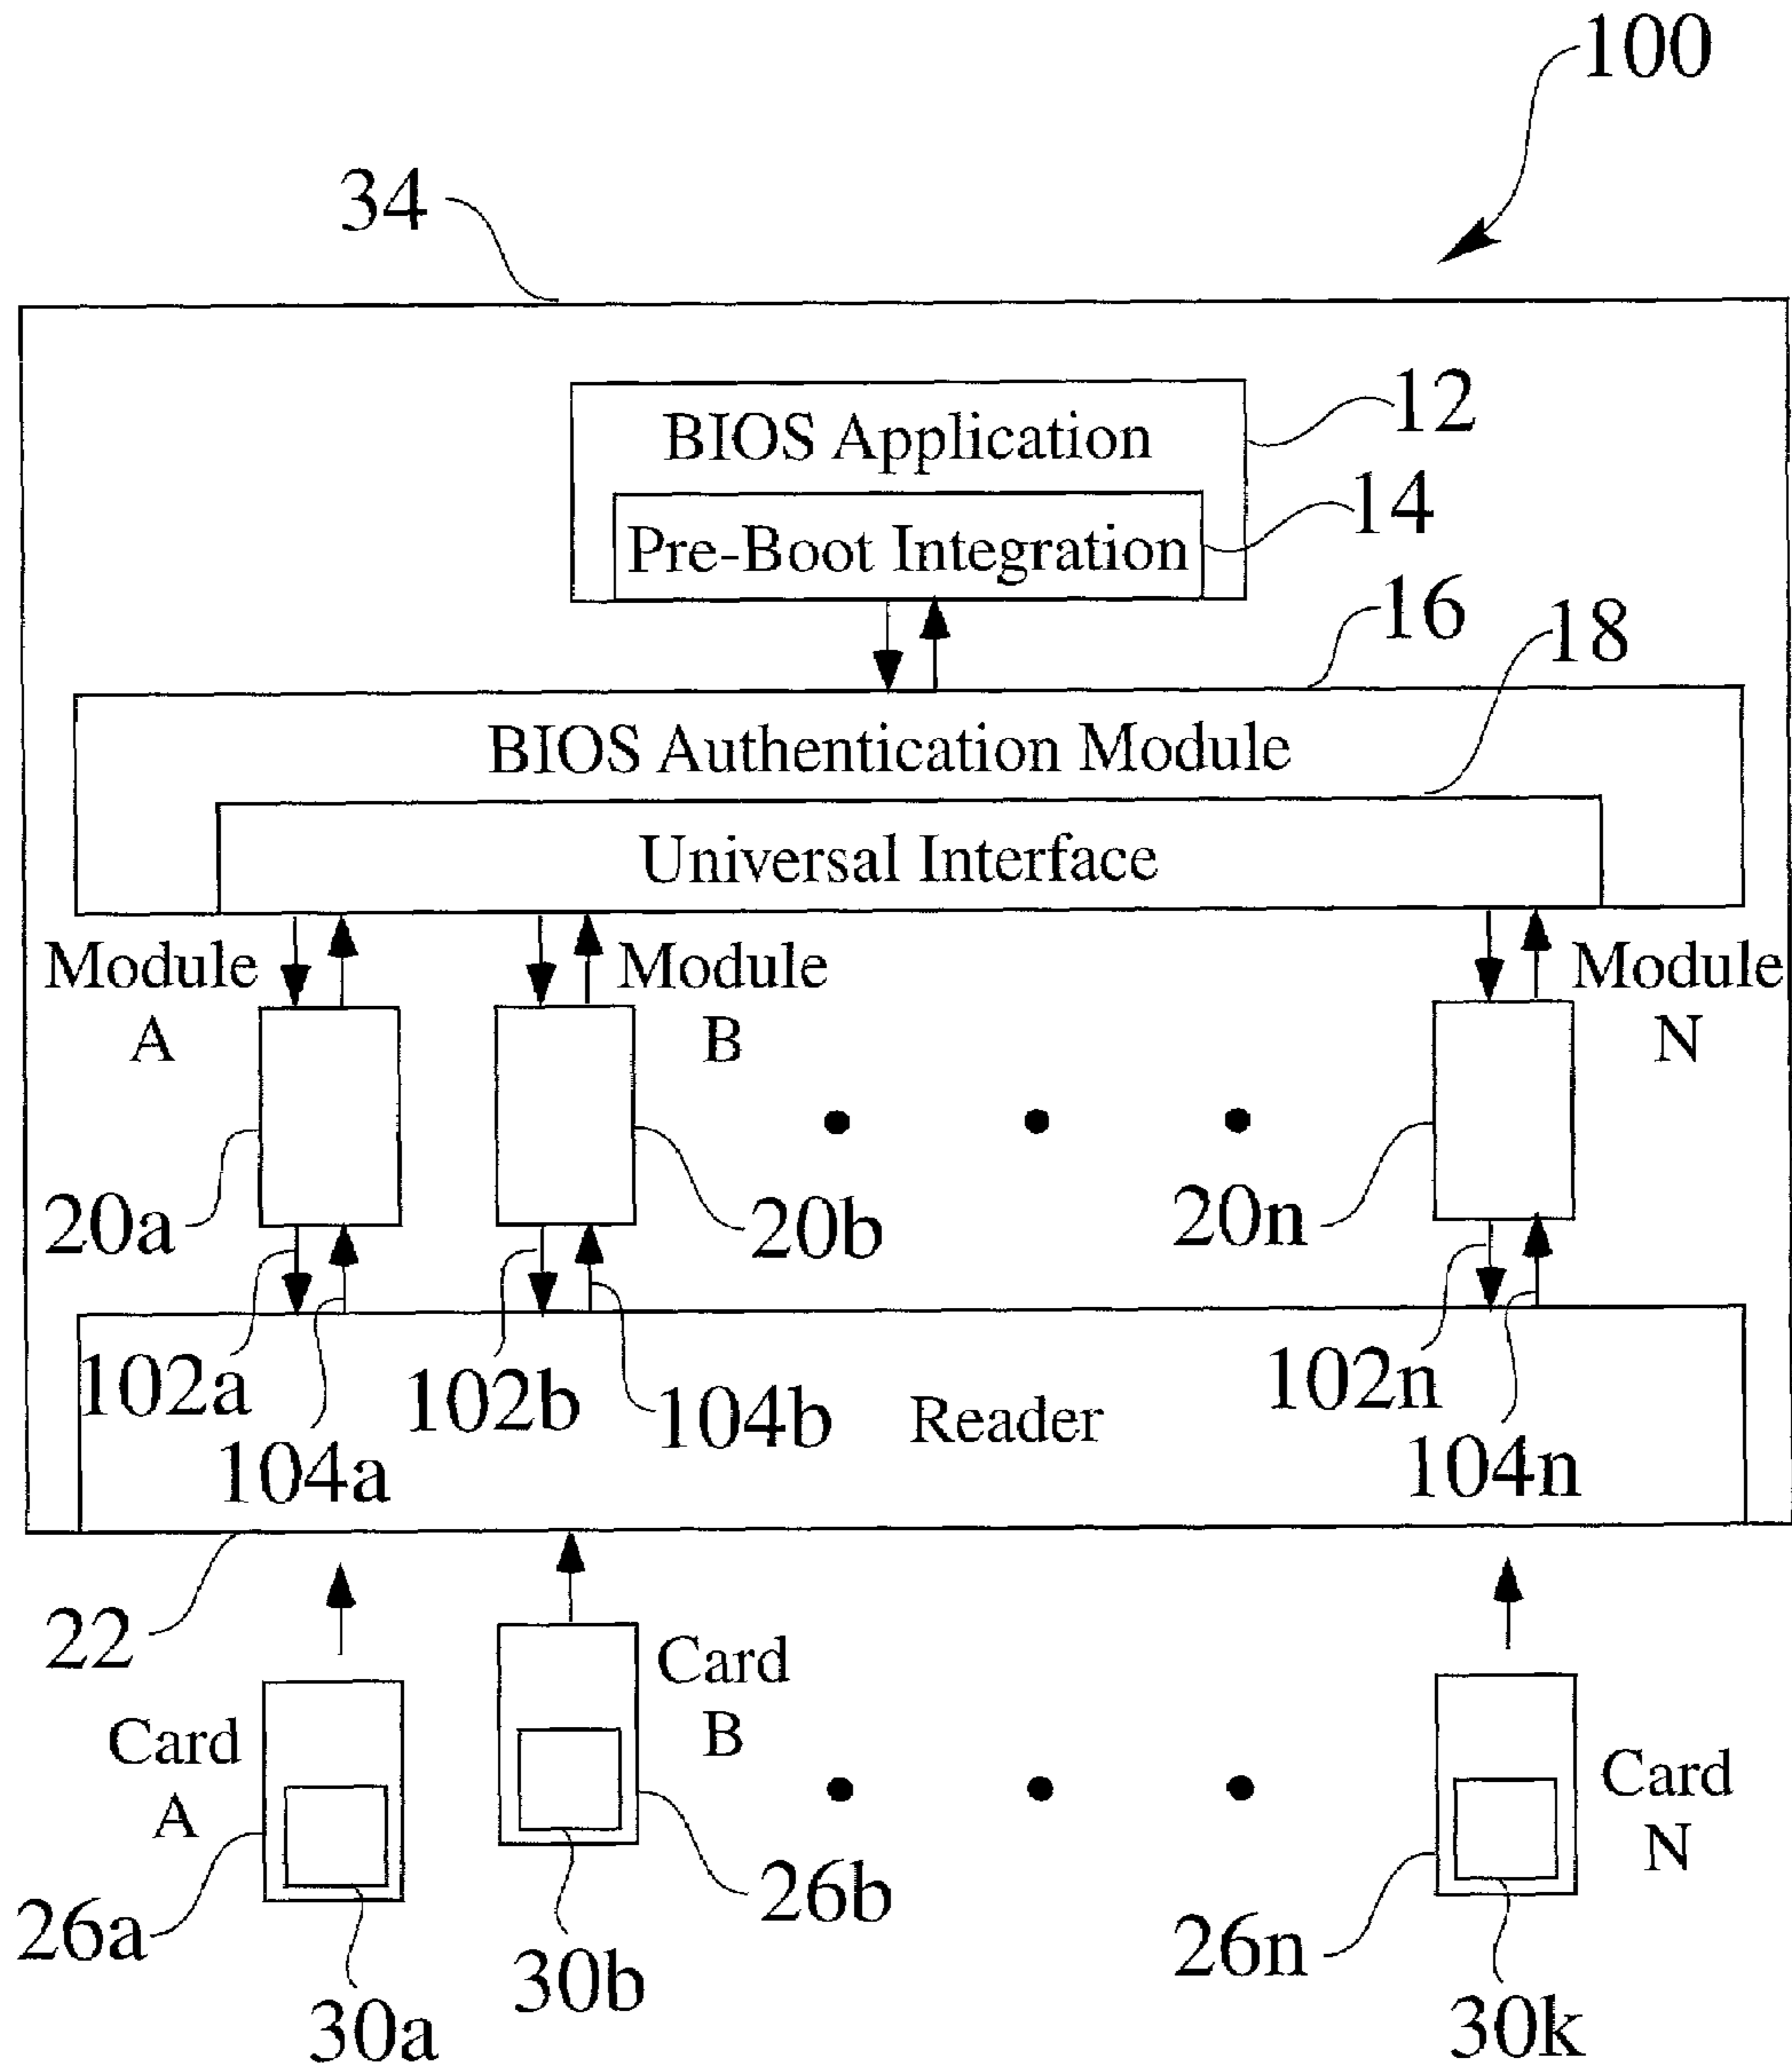 100
34
12
BIOS Application
14
Pre-Boot Integration
16
18
BIOS Authentication Module
Universal Interface
Module
A
Module
B
Module
N
20a
20b
20n
102a
104a
102b
104b
Reader
102n
104n
22
Card
A
Card
B
Card
N
26a
30a
30b
26b
26n
30k